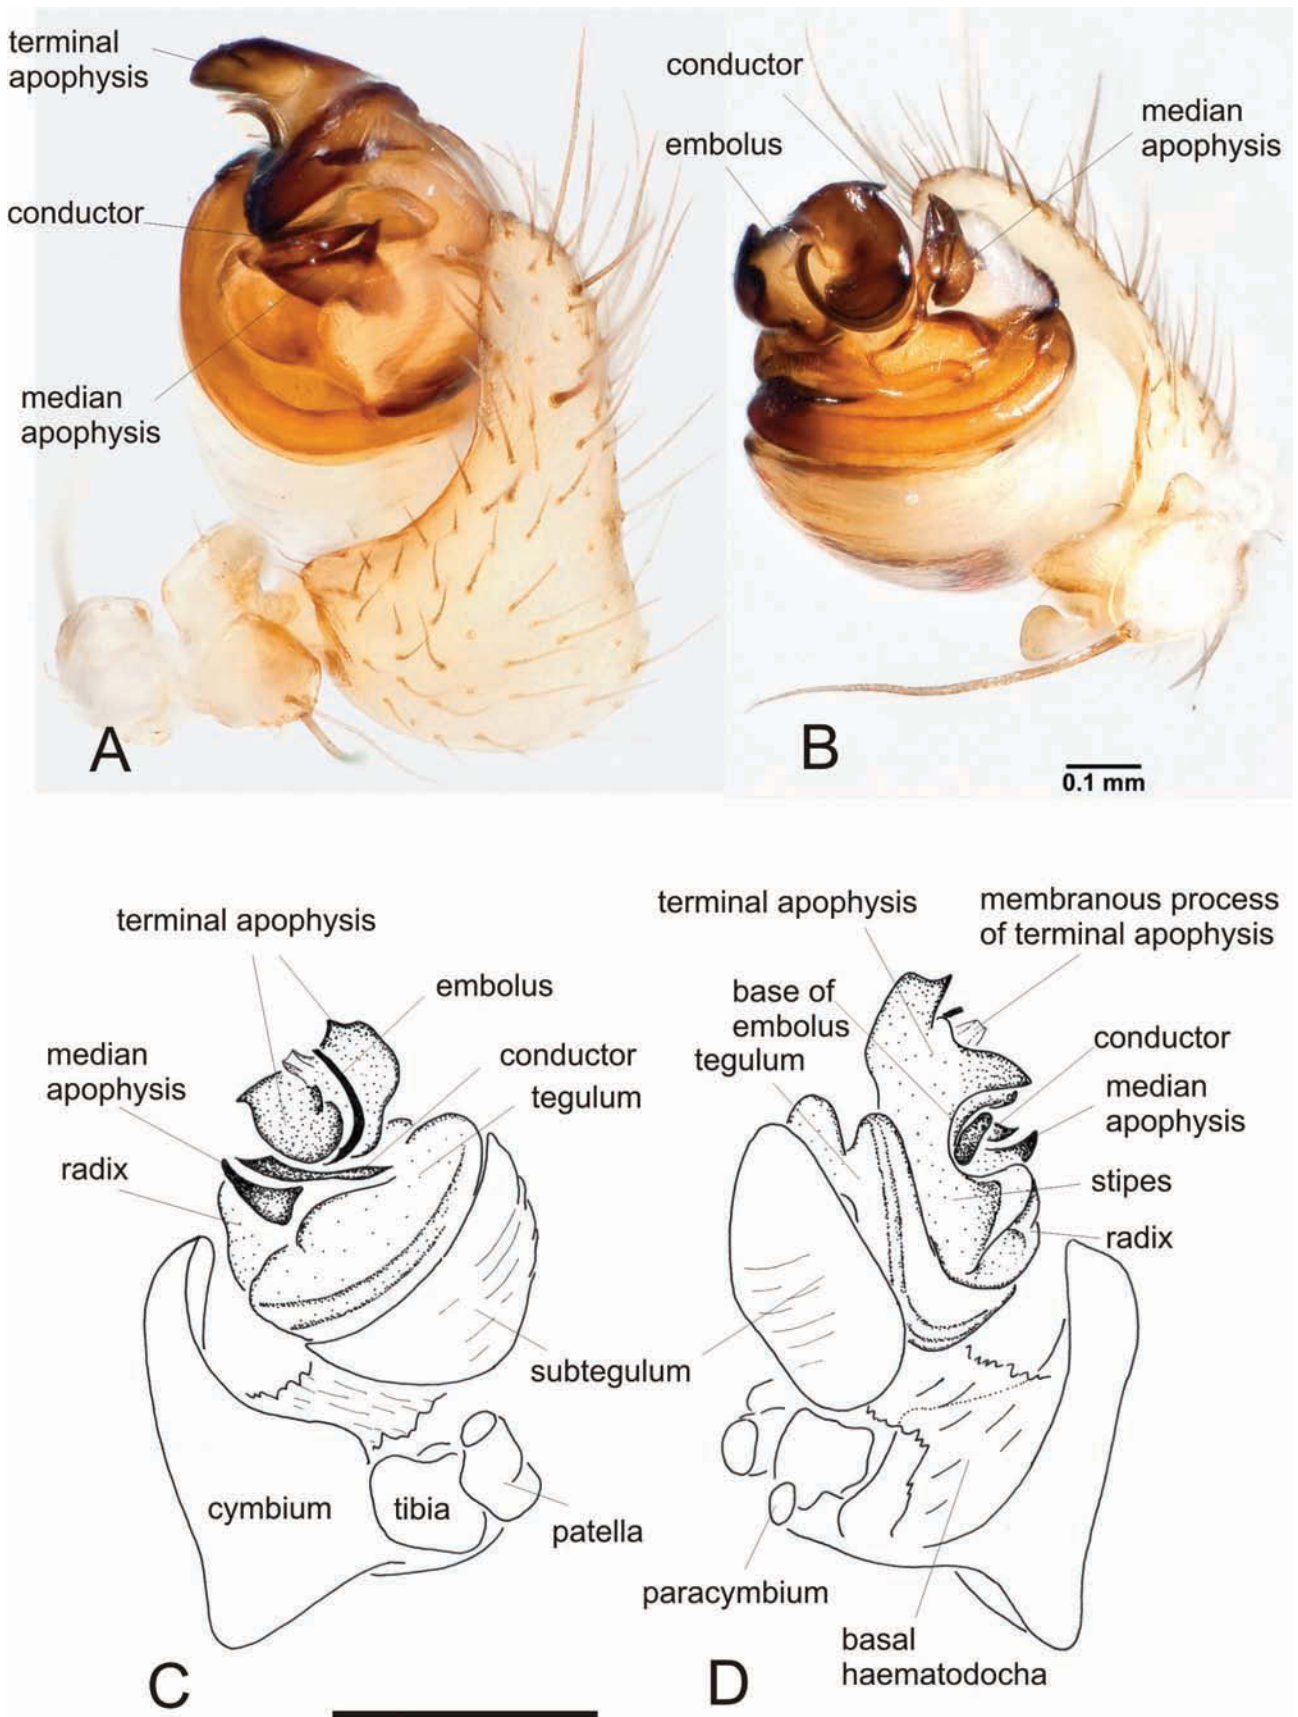 terminal
apophysis
conductor
median
apophysis
A
conductor
embolus
median
apophysis
B
0.1 mm
terminal apophysis
embolus
median
apophysis
conductor
tegulum
radix
subtegulum
cymbium
tibia
patella
C
terminal apophysis
membranous process
of terminal apophysis
base of
embolus
tegulum
conductor
median
apophysis
stipes
radix
paracymbium
basal
haematodocha
D